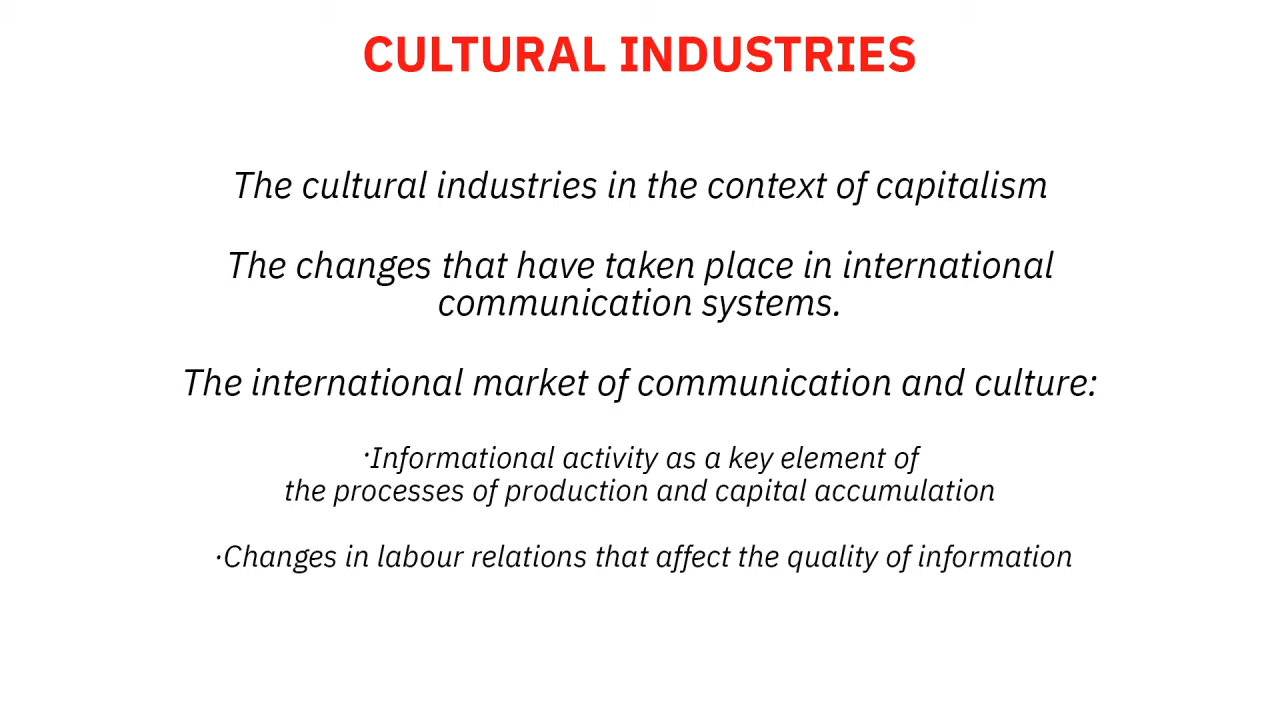 CULTURAL INDUSTRIES
The cultural industries in the context of capitalism
The changes that have taken place in international
communication systems.
The international market of communication and culture:
·Informational activity as a key element of
the processes of production and capital accumulation
·Changes in labour relations that affect the quality of information